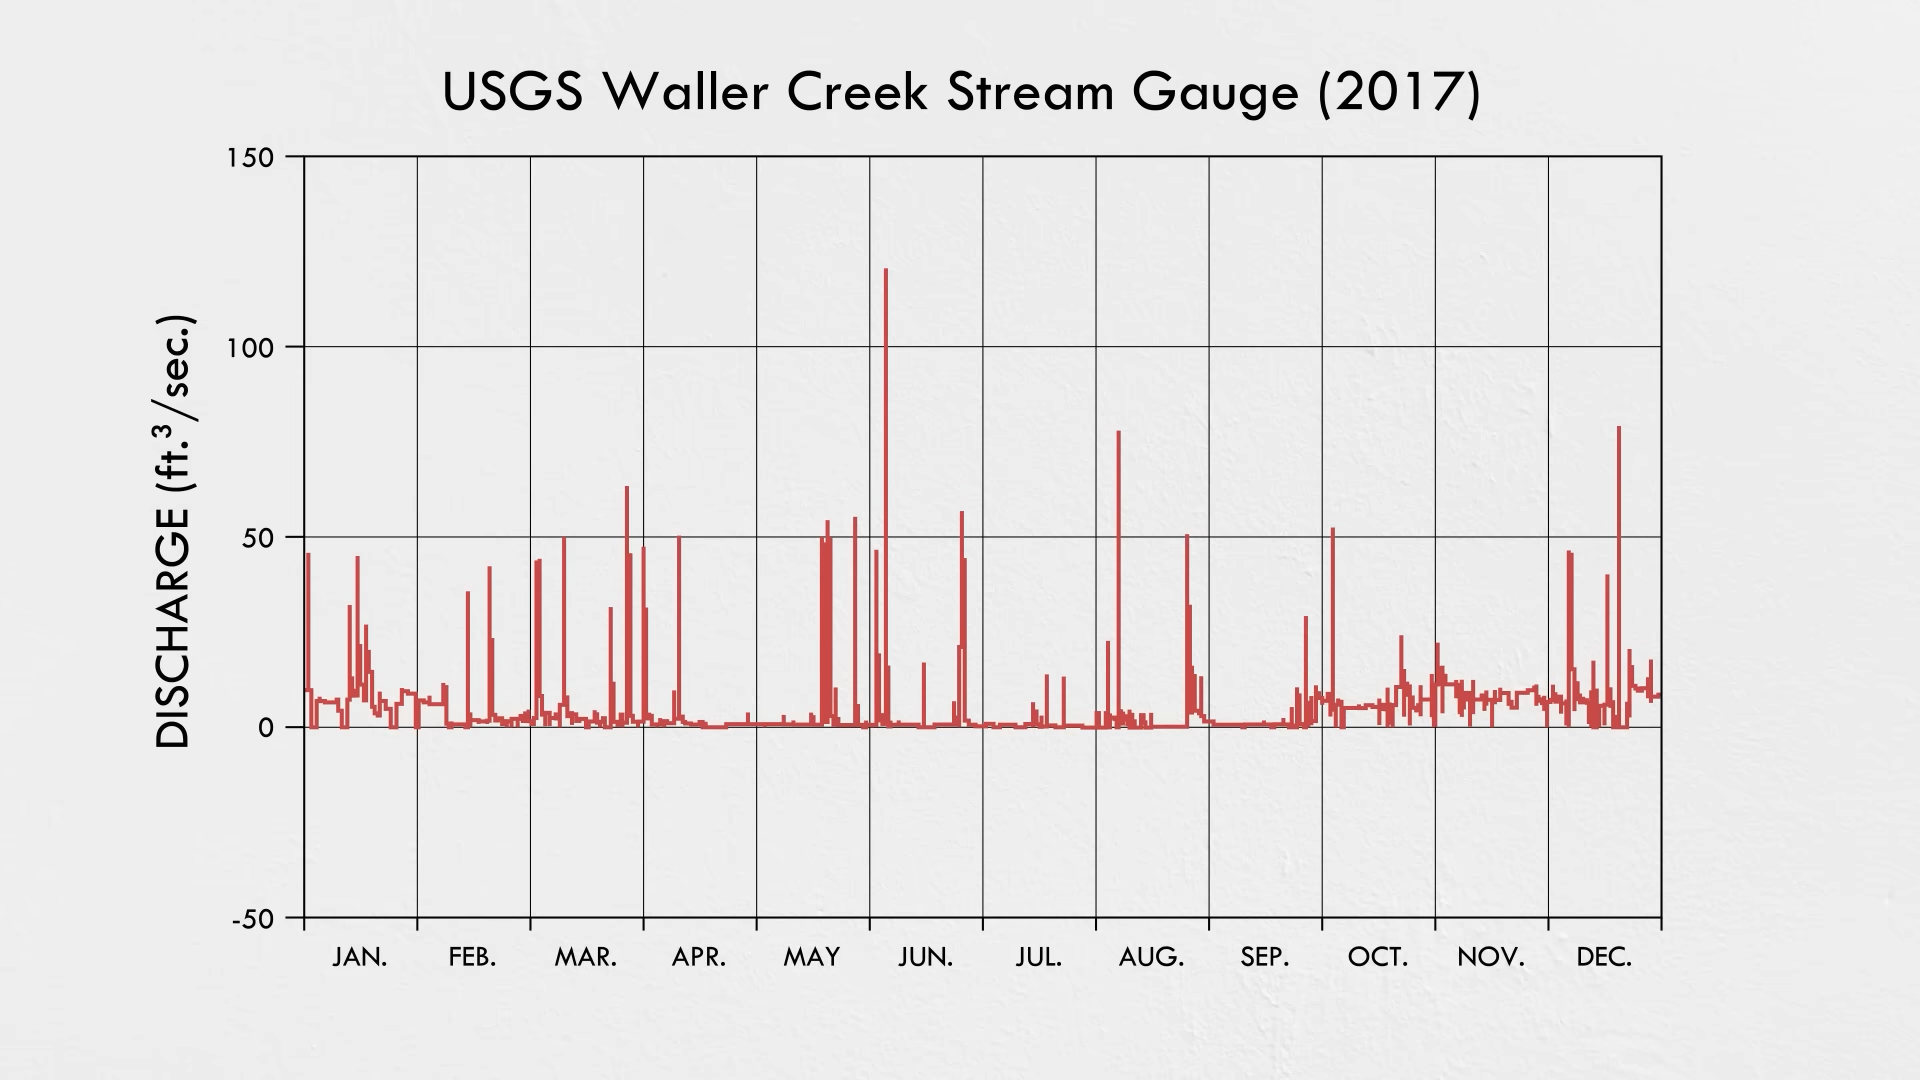 USGS Waller Creek Stream Gauge (2017)
DISCHARGE (ft.³/sec.)
150
100
50
0
-50
JAN. FEB. MAR. APR. MAY JUN. JUL. AUG. SEP. OCT. NOV. DEC.